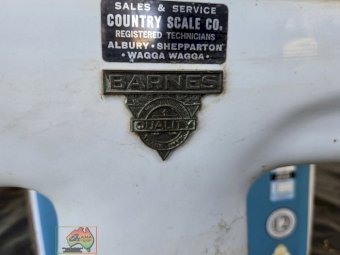 SALES & SERVICE
COUNTRY SCALE CO.
REGISTERED TECHNICIANS
ALBURY • SHEPPARTON
• WAGGA WAGGA •
BARNES
QUALITY